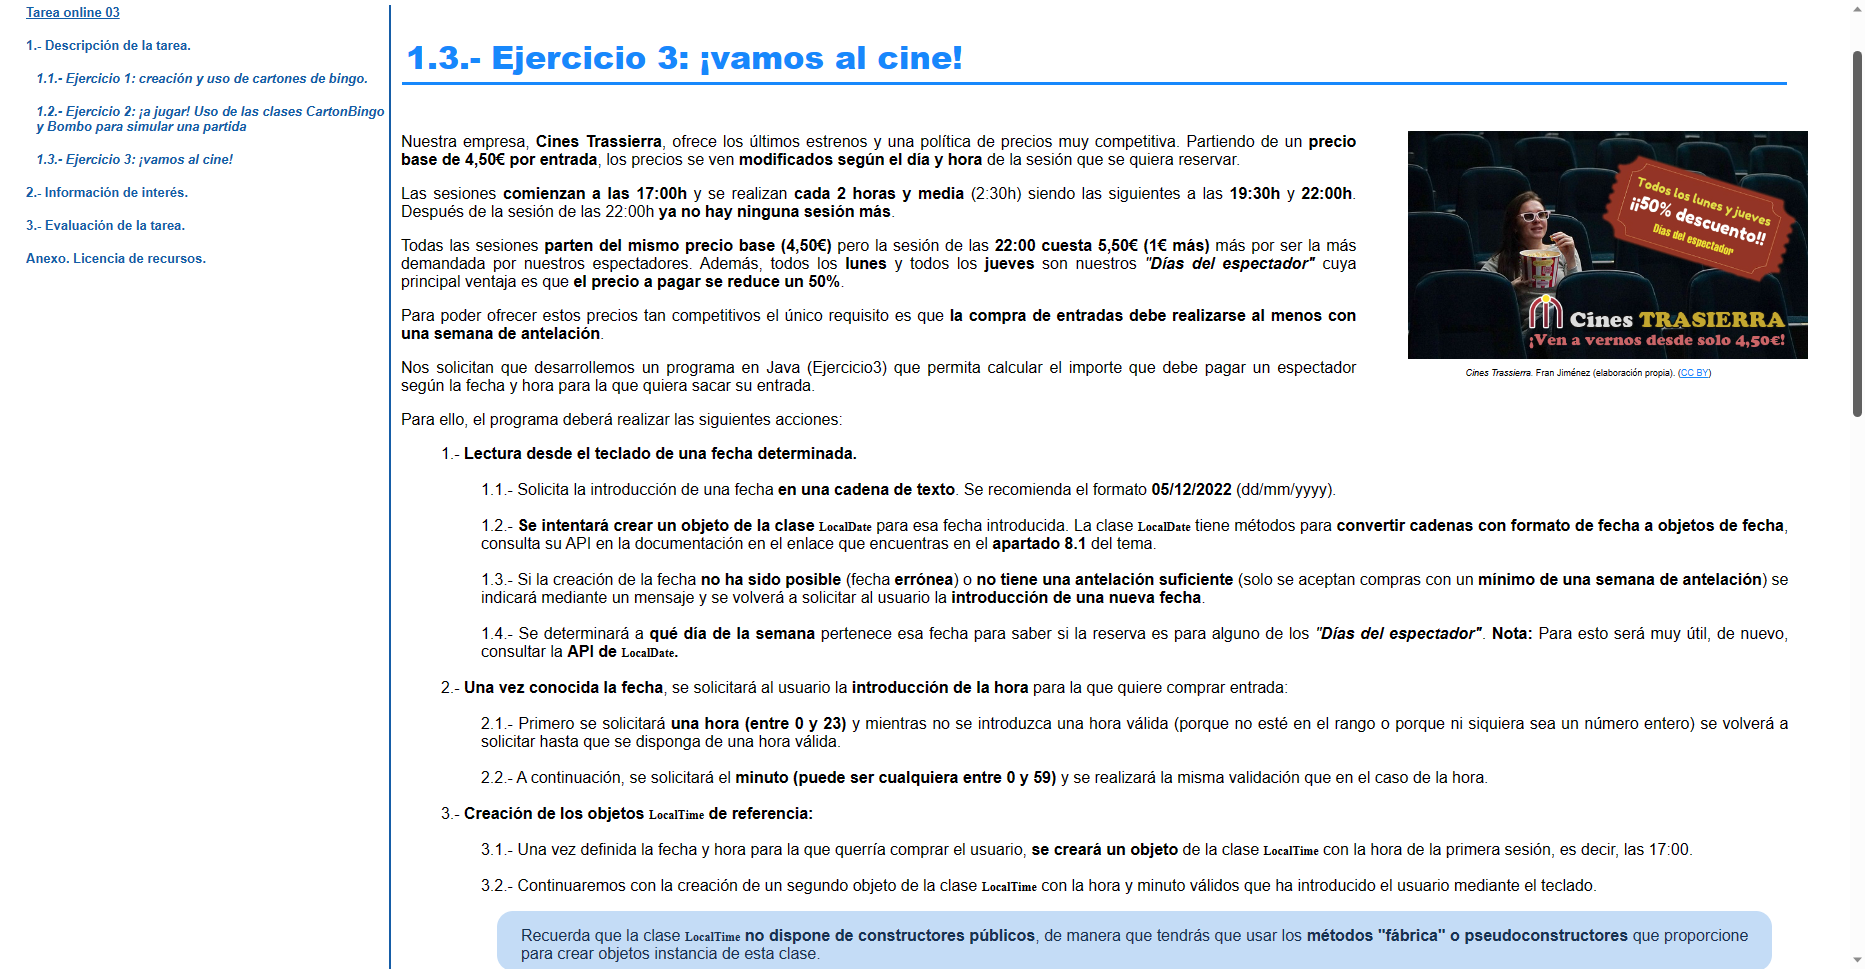 Tarea online 03
1.- Descripción de la tarea.
1.1.- Ejercicio 1: creación y uso de cartones de bingo.
1.2.- Ejercicio 2: ¡a jugar! Uso de las clases CartonBingo
y Bombo para simular una partida
1.3.- Ejercicio 3: ¡vamos al cine!
2.- Información de interés.
3.- Evaluación de la tarea.
Anexo. Licencia de recursos.
1.3.- Ejercicio 3: ¡vamos al cine!
Nuestra empresa, Cines Trassierra, ofrece los últimos estrenos y una política de precios muy competitiva. Partiendo de un precio
base de 4,50€ por entrada, los precios se ven modificados según el día y hora de la sesión que se quiera reservar.
Las sesiones comienzan a las 17:00h y se realizan cada 2 horas y media (2:30h) siendo las siguientes a las 19:30h y 22:00h.
Después de la sesión de las 22:00h ya no hay ninguna sesión más.
Todas las sesiones parten del mismo precio base (4,50€) pero la sesión de las 22:00 cuesta 5,50€ (1€ más) más por ser la más
demandada por nuestros espectadores. Además, todos los lunes y todos los jueves son nuestros "Días del espectador" cuya
principal ventaja es que el precio a pagar se reduce un 50%.
Para poder ofrecer estos precios tan competitivos el único requisito es que la compra de entradas debe realizarse al menos con
una semana de antelación.
Nos solicitan que desarrollemos un programa en Java (Ejercicio3) que permita calcular el importe que debe pagar un espectador
según la fecha y hora para la que quiera sacar su entrada.
Todos los lunes y jueves
¡¡50% descuento!!
Días del espectador
Cines TRASIERRA
¡Ven a vernos desde solo 4,50€!
Cines Trassierra. Fran Jiménez (elaboración propia). (CC BY)
Para ello, el programa deberá realizar las siguientes acciones:
1.- Lectura desde el teclado de una fecha determinada.
1.1.- Solicita la introducción de una fecha en una cadena de texto. Se recomienda el formato 05/12/2022 (dd/mm/yyyy).
1.2.- Se intentará crear un objeto de la clase LocalDate para esa fecha introducida. La clase LocalDate tiene métodos para convertir cadenas con formato de fecha a objetos de fecha,
consulta su API en la documentación en el enlace que encuentras en el apartado 8.1 del tema.
1.3.- Si la creación de la fecha no ha sido posible (fecha errónea) o no tiene una antelación suficiente (solo se aceptan compras con un mínimo de una semana de antelación) se
indicará mediante un mensaje y se volverá a solicitar al usuario la introducción de una nueva fecha.
1.4.- Se determinará a qué día de la semana pertenece esa fecha para saber si la reserva es para alguno de los "Días del espectador". Nota: Para esto será muy útil, de nuevo,
consultar la API de LocalDate.
2.- Una vez conocida la fecha, se solicitará al usuario la introducción de la hora para la que quiere comprar entrada:
2.1.- Primero se solicitará una hora (entre 0 y 23) y mientras no se introduzca una hora válida (porque no esté en el rango o porque ni siquiera sea un número entero) se volverá a
solicitar hasta que se disponga de una hora válida.
2.2.- A continuación, se solicitará el minuto (puede ser cualquiera entre 0 y 59) y se realizará la misma validación que en el caso de la hora.
3.- Creación de los objetos LocalTime de referencia:
3.1.- Una vez definida la fecha y hora para la que querría comprar el usuario, se creará un objeto de la clase LocalTime con la hora de la primera sesión, es decir, las 17:00.
3.2.- Continuaremos con la creación de un segundo objeto de la clase LocalTime con la hora y minuto válidos que ha introducido el usuario mediante el teclado.
Recuerda que la clase LocalTime no dispone de constructores públicos, de manera que tendrás que usar los métodos "fábrica" o pseudoconstructores que proporcione
para crear objetos instancia de esta clase.